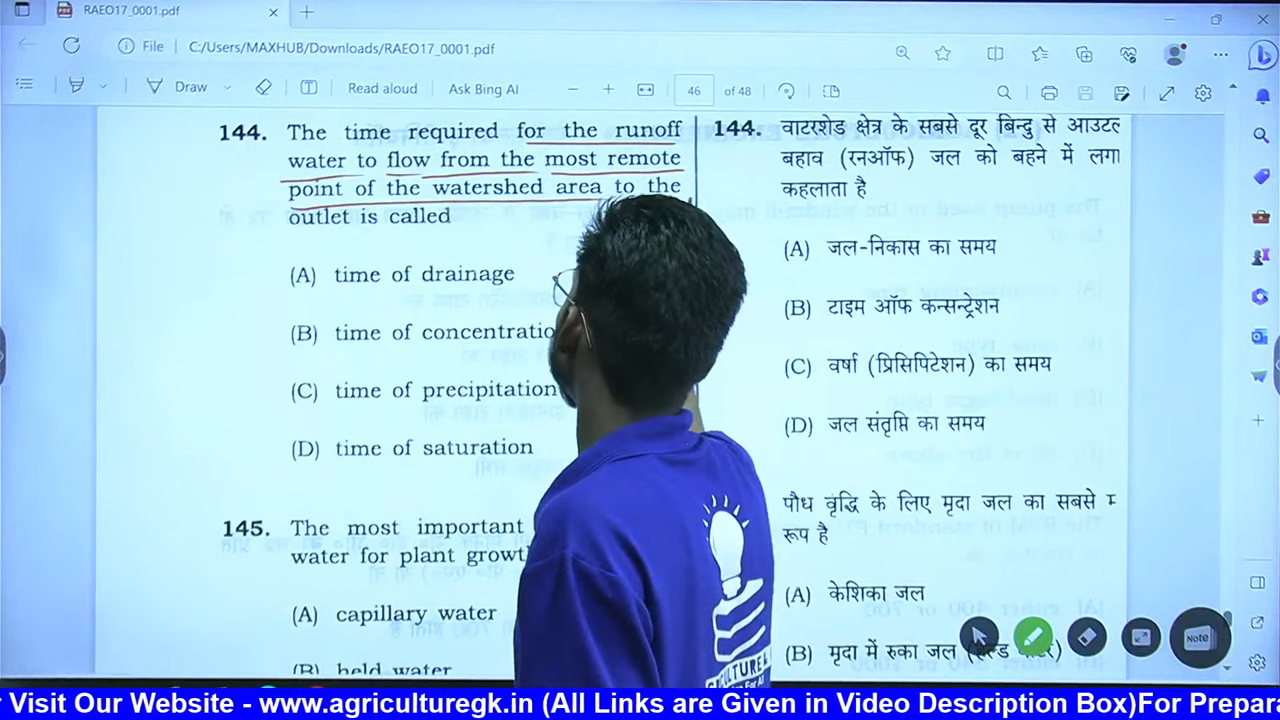 RAEO17_0001.pdf
File C:/Users/MAXHUB/Downloads/RAEO17_0001.pdf
Draw Read aloud Ask Bing AI 46 of 48
144. The time required for the runoff
water to flow from the most remote
point of the watershed area to the
outlet is called
(A) time of drainage
(B) time of concentratio
(C) time of precipitation
(D) time of saturation
145. The most important
water for plant growth
(A) capillary water
(B) held water
144. वाटरशेड क्षेत्र के सबसे दूर बिन्दु से
बहाव (रनऑफ) जल को बहने में लगा
कहलाता है
(A) जल-निकास का समय
(B) टाइम ऑफ कन्सन्ट्रेशन
(C) वर्षा (प्रिसिपिटेशन) का समय
(D) जल संतृप्ति का समय
पौध वृद्धि के लिए मृदा जल का सबसे
रूप है
(A) केशिका जल
(B) मृदा में रुका जल
Note
Visit Our Website - www.agriculturegk.in (All Links are Given in Video Description Box)For Prepara